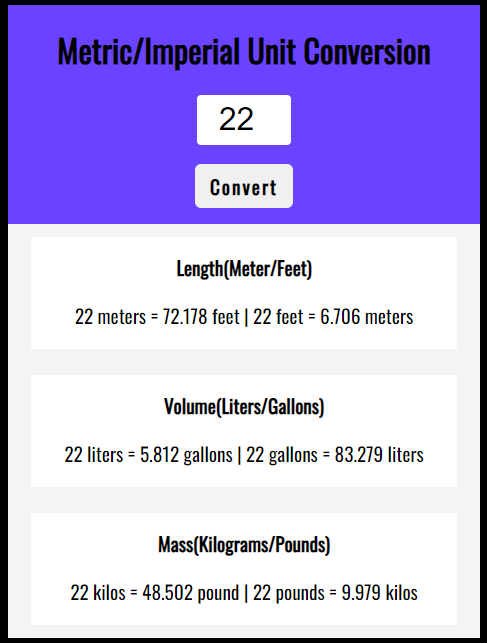 Metric/Imperial Unit Conversion
22
Convert
Length(Meter/Feet)
22 meters = 72.178 feet | 22 feet = 6.706 meters
Volume(Liters/Gallons)
22 liters = 5.812 gallons | 22 gallons = 83.279 liters
Mass(Kilograms/Pounds)
22 kilos = 48.502 pound | 22 pounds = 9.979 kilos